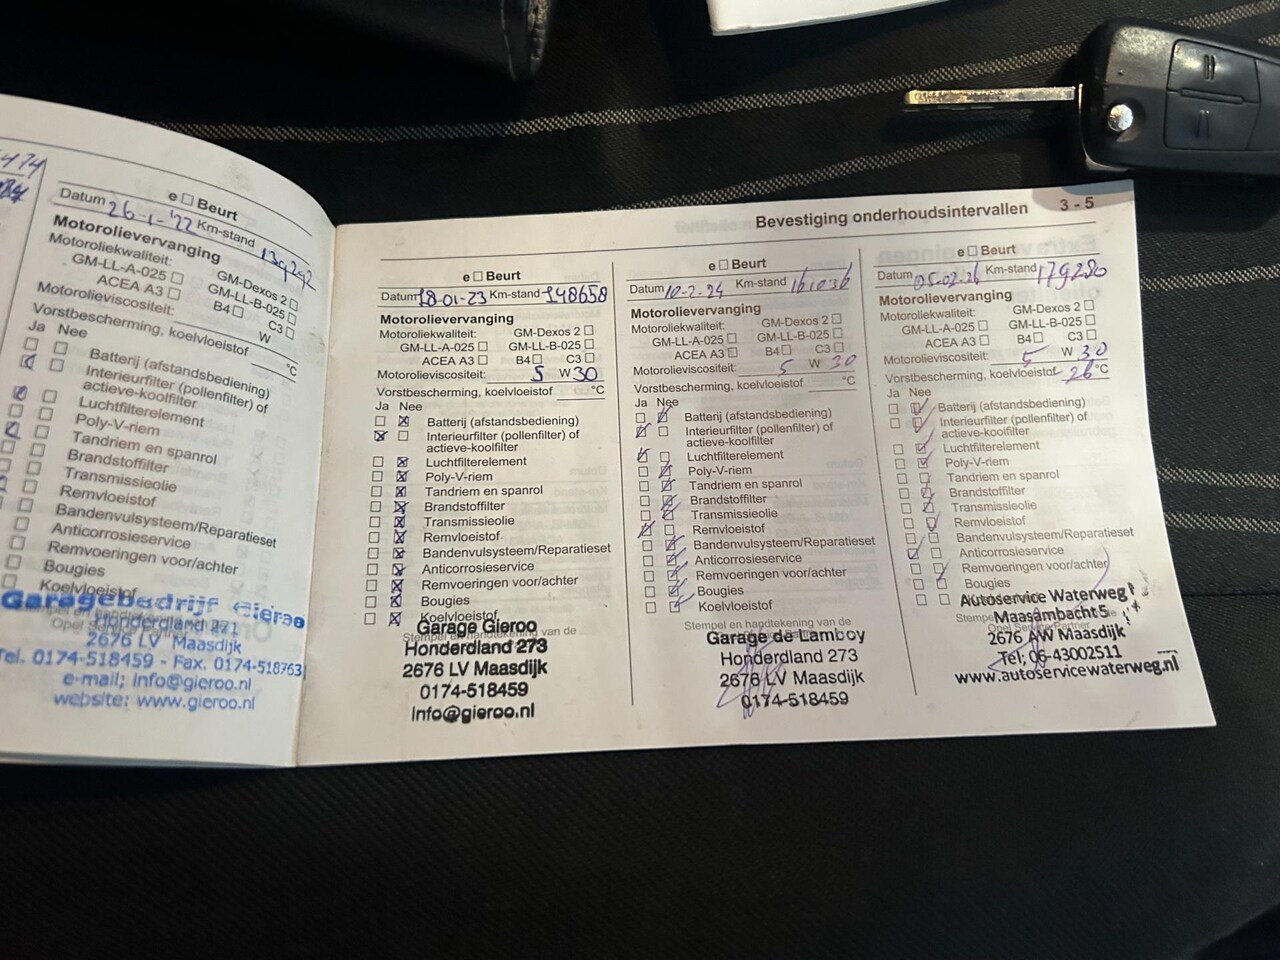 e □ Beurt
Datum 26-1-'22 Km-stand 139292
Motorolievervanging
Motoroliekwaliteit:
GM-Dexos 2 □
GM-LL-A-025 □ GM-LL-B-025 □
ACEA A3 □ B4 □ C3 □
Motorolieviscositeit: W
Vorstbescherming, koelvloeistof °C
Ja Nee
Batterij (afstandsbediening)
Interieurfilter (pollenfilter) of
actieve-koolfilter
Luchtfilterelement
Poly-V-riem
Tandriem en spanrol
Brandstoffilter
Transmissieolie
Remvloeistof
Bandenvulsysteem/Reparatieset
Anticorrosieservice
Remvoeringen voor/achter
Bougies
Koelvloeistof
Garagebedrijf Gieroo
Honderdland 271
2676 LV Maasdijk
Tel. 0174-518459 - Fax. 0174-518763
e-mail; info@gieroo.nl
website: www.gieroo.nl
Bevestiging onderhoudsintervallen 3 - 5
e □ Beurt
Datum 18-01-23 Km-stand 148658
Motorolievervanging
Motoroliekwaliteit: GM-Dexos 2 □
GM-LL-A-025 □ GM-LL-B-025 □
ACEA A3 □ B4 □ C3 □
Motorolieviscositeit: 5 W 30
Vorstbescherming, koelvloeistof °C
Ja Nee
Batterij (afstandsbediening)
Interieurfilter (pollenfilter) of
actieve-koolfilter
Luchtfilterelement
Poly-V-riem
Tandriem en spanrol
Brandstoffilter
Transmissieolie
Remvloeistof
Bandenvulsysteem/Reparatieset
Anticorrosieservice
Remvoeringen voor/achter
Bougies
Koelvloeistof
Stempel en handtekening van de
Garage Gieroo
Honderdland 273
2676 LV Maasdijk
0174-518459
info@gieroo.nl
e □ Beurt
Datum 10-2-24 Km-stand 161036
Motorolievervanging
Motoroliekwaliteit: GM-Dexos 2 □
GM-LL-A-025 □ GM-LL-B-025 □
ACEA A3 □ B4 □ C3 □
Motorolieviscositeit: 5 W 30
Vorstbescherming, koelvloeistof °C
Ja Nee
Batterij (afstandsbediening)
Interieurfilter (pollenfilter) of
actieve-koolfilter
Luchtfilterelement
Poly-V-riem
Tandriem en spanrol
Brandstoffilter
Transmissieolie
Remvloeistof
Bandenvulsysteem/Reparatieset
Anticorrosieservice
Remvoeringen voor/achter
Bougies
Koelvloeistof
Stempel en handtekening van de
Garage de Lamboy
Honderdland 273
2676 LV Maasdijk
0174-518459
e □ Beurt
Datum 05-02-26 Km-stand 179280
Motorolievervanging
Motoroliekwaliteit: GM-Dexos 2 □
GM-LL-A-025 □ GM-LL-B-025 □
ACEA A3 □ B4 □ C3 □
Motorolieviscositeit: 5 W 30
Vorstbescherming, koelvloeistof -26 °C
Ja Nee
Batterij (afstandsbediening)
Interieurfilter (pollenfilter) of
actieve-koolfilter
Luchtfilterelement
Poly-V-riem
Tandriem en spanrol
Brandstoffilter
Transmissieolie
Remvloeistof
Bandenvulsysteem/Reparatieset
Anticorrosieservice
Remvoeringen voor/achter
Bougies
Autoservice Waterweg
Maasambacht 5
2676 AW Maasdijk
Tel; 06-43002511
www.autoservicewaterweg.nl